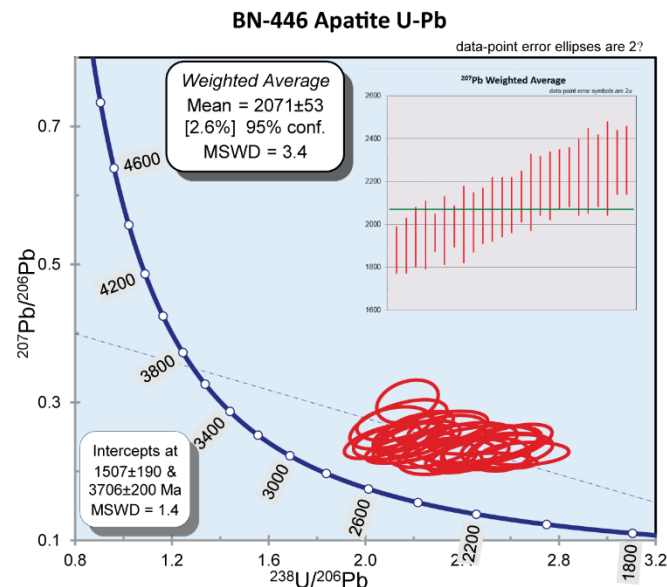 BN-446 Apatite U-Pb
data-point error ellipses are 2?
Weighted Average
Mean = 2071±53
[2.6%] 95% conf.
MSWD = 3.4
²⁰⁷Pb Weighted Average
data point error symbols are 2σ
2600
2400
2200
2000
1800
1600
0.7
0.5
0.3
0.1
²⁰⁷Pb/²⁰⁶Pb
4600
4200
3800
3400
3000
2600
2200
1800
Intercepts at
1507±190 &
3706±200 Ma
MSWD = 1.4
0.8
1.2
1.6
2.0
2.4
2.8
3.2
²³⁸U/²⁰⁶Pb